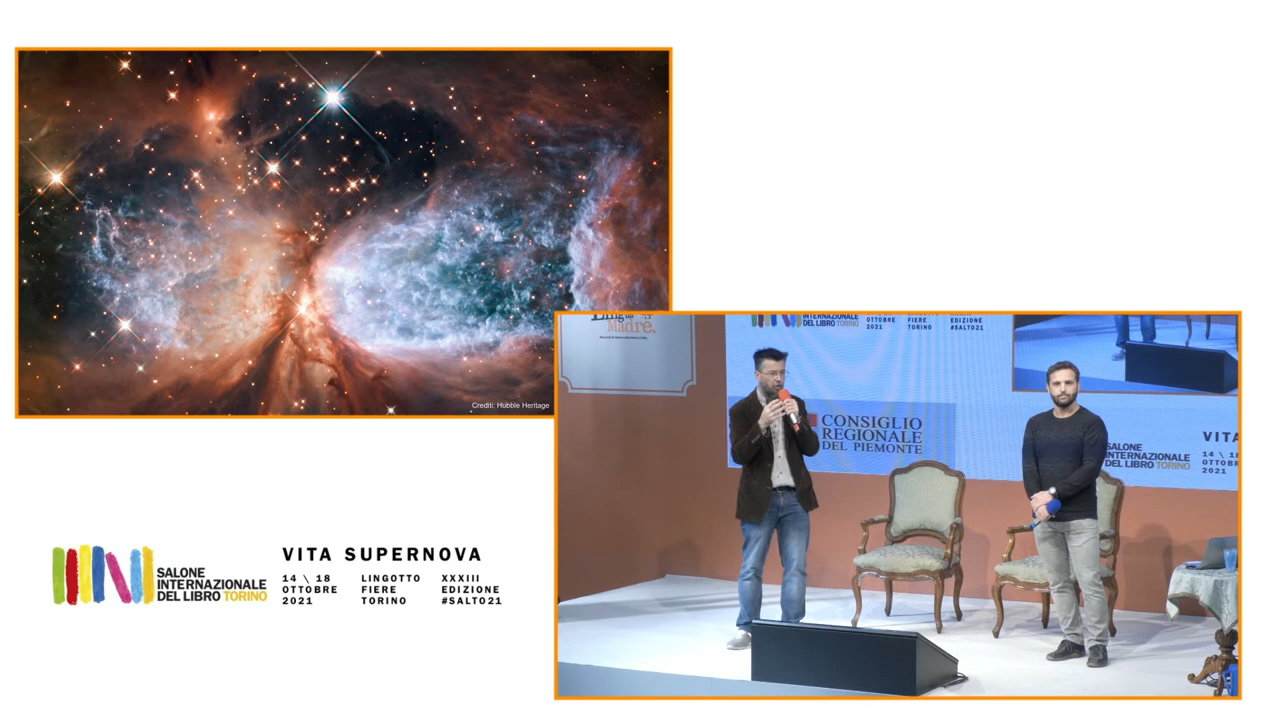 Crediti: Hubble Heritage
Madre.
INTERNAZIONALE
DEL LIBRO TORINO
OTTOBRE
2021
FIERE
TORINO
EDIZIONE
#SALTO21
CONSIGLIO
REGIONALE
DEL PIEMONTE
SALONE
INTERNAZIONALE
DEL LIBRO TORINO
VITA
14 \ 18
OTTOBRE
2021
SALONE
INTERNAZIONALE
DEL LIBRO TORINO
VITA SUPERNOVA
14 \ 18
OTTOBRE
2021
LINGOTTO
FIERE
TORINO
XXXIII
EDIZIONE
#SALTO21